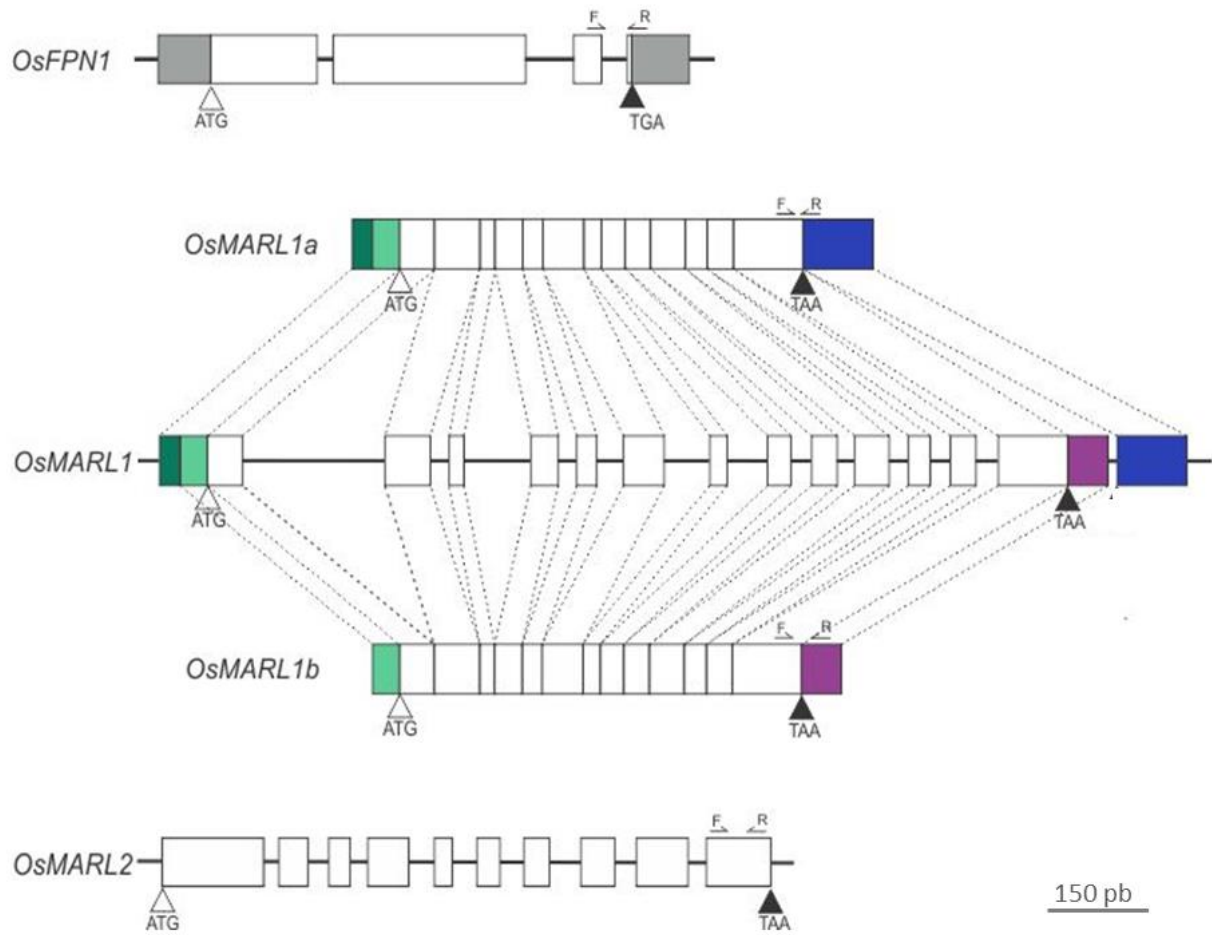 F R
OsFPN1
ATG TGA
F R
OsMARL1a
ATG TAA
OsMARL1
ATG TAA
F R
OsMARL1b
ATG TAA
F R
OsMARL2
150 pb
ATG TAA